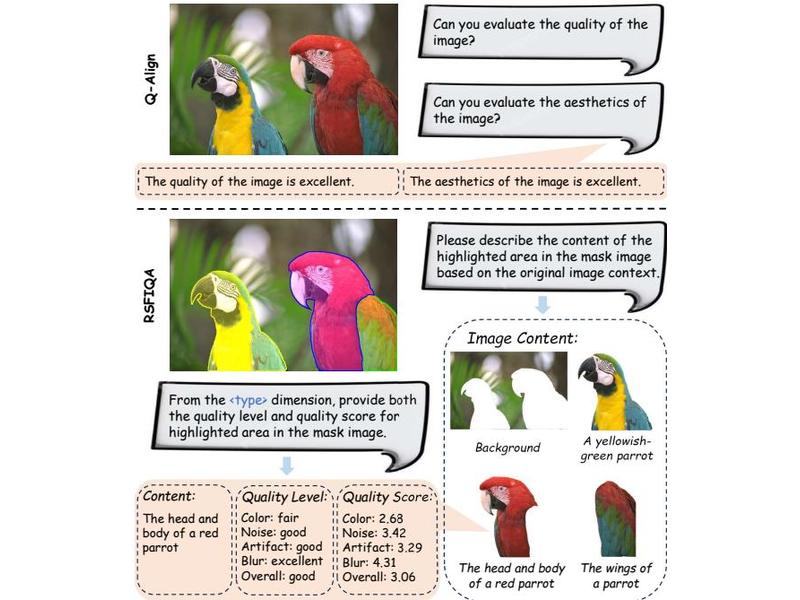 Q-Align
Can you evaluate the quality of the
image?
Can you evaluate the aesthetics of
the image?
The quality of the image is excellent.
The aesthetics of the image is excellent.
RSFIQA
Please describe the content of the
highlighted area in the mask image
based on the original image context.
From the <type> dimension, provide both
the quality level and quality score for
highlighted area in the mask image.
Image Content:
Background
A yellowish-
green parrot
The head and body
of a red parrot
The wings of
a parrot
Content:
The head and
body of a red
parrot
Quality Level:
Color: fair
Noise: good
Artifact: good
Blur: excellent
Overall: good
Quality Score:
Color: 2.68
Noise: 3.42
Artifact: 3.29
Blur: 4.31
Overall: 3.06